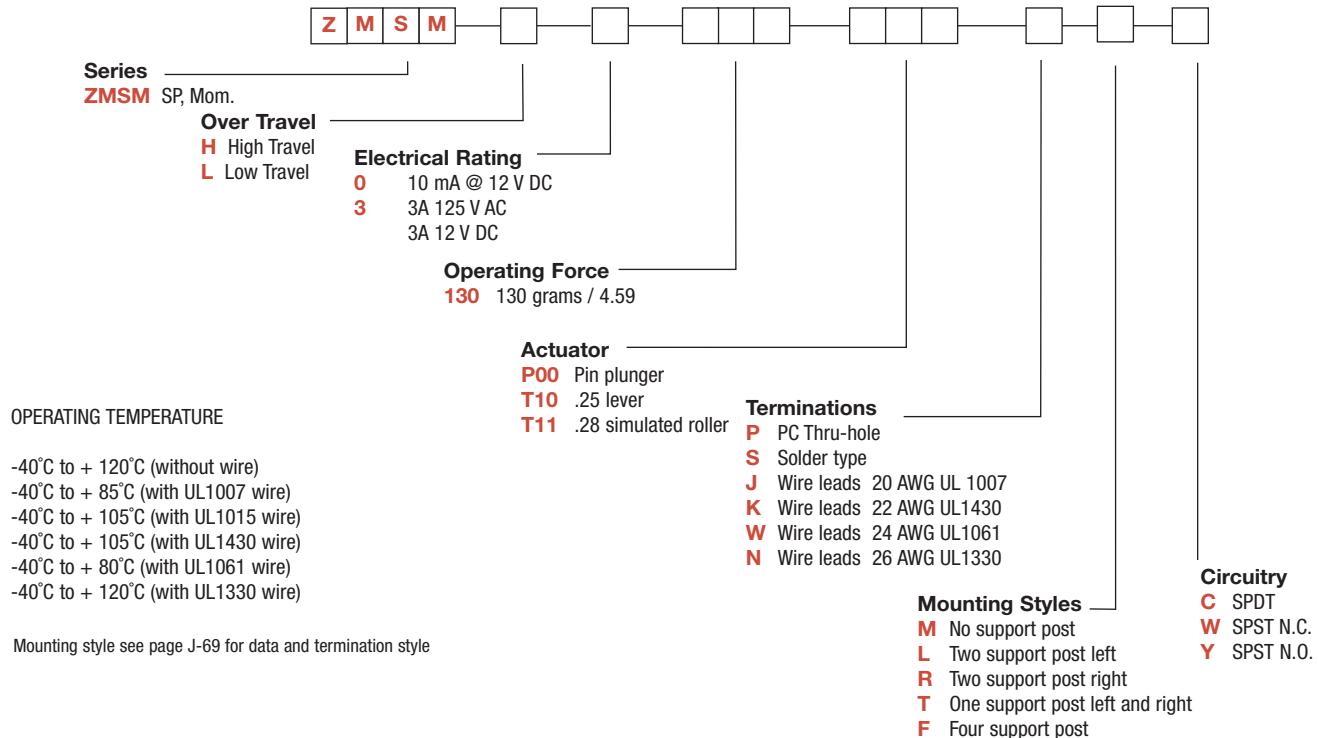 Z M S M
Series
ZMSM SP, Mom.
Over Travel
H High Travel
L Low Travel
Electrical Rating
0 10 mA @ 12 V DC
3 3A 125 V AC
3A 12 V DC
Operating Force
130 130 grams / 4.59
Actuator
P00 Pin plunger
T10 .25 lever
T11 .28 simulated roller
Terminations
P PC Thru-hole
S Solder type
J Wire leads 20 AWG UL 1007
K Wire leads 22 AWG UL1430
W Wire leads 24 AWG UL1061
N Wire leads 26 AWG UL1330
Mounting Styles
M No support post
L Two support post left
R Two support post right
T One support post left and right
F Four support post
Circuitry
C SPDT
W SPST N.C.
Y SPST N.O.
OPERATING TEMPERATURE
-40˚C to + 120˚C (without wire)
-40˚C to + 85˚C (with UL1007 wire)
-40˚C to + 105˚C (with UL1015 wire)
-40˚C to + 105˚C (with UL1430 wire)
-40˚C to + 80˚C (with UL1061 wire)
-40˚C to + 120˚C (with UL1330 wire)
Mounting style see page J-69 for data and termination style